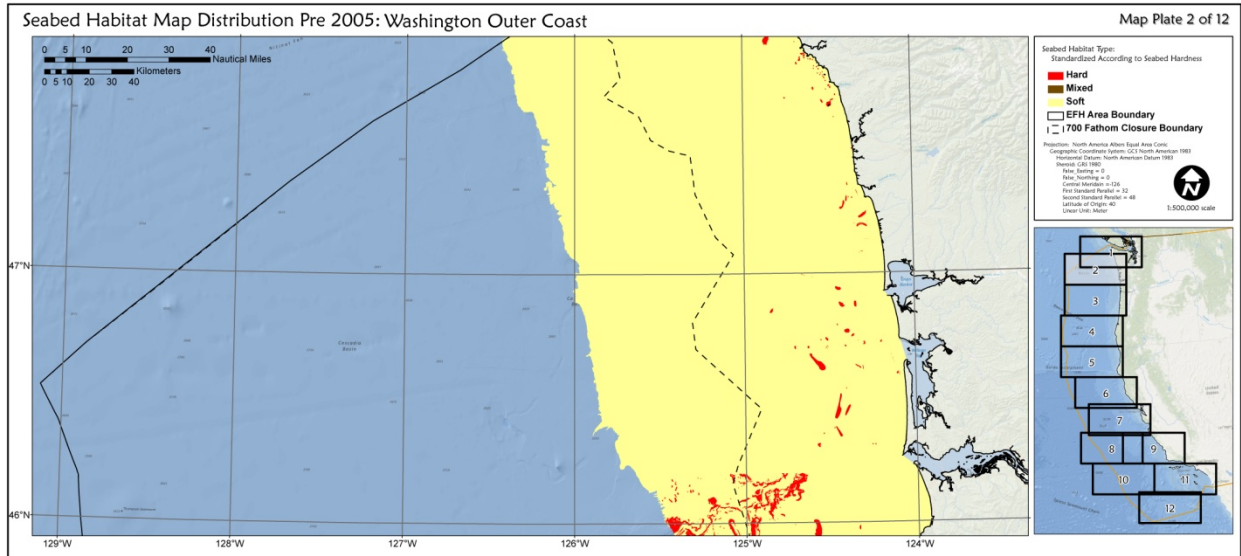 Seabed Habitat Map Distribution Pre 2005: Washington Outer Coast
Map Plate 2 of 12
0 5 10 20 30 40
Nautical Miles
0 5 10 20 30 40
Kilometers
Seabed Habitat Type:
Standardized According to Seabed Hardness
Hard
Mixed
Soft
EFH Area Boundary
700 Fathom Closure Boundary
Projection: North America Albers Equal Area Conic
Geographic Coordinate System: GCS North American 1983
Horizontal Datum: North American Datum 1983
Steroid: GRS 1980
False_Easting = 0
False_Northing = 0
Central Meridain =-126
First Standard Parallel = 32
Second Standard Parallel = 48
Latitude of Origin: 40
Linear Unit: Meter
N
1:500,000 scale
47°N
47°N
Cascadia
Basin
46°N
46°N
129°W
128°W
127°W
126°W
125°W
124°W
1
2
3
4
5
6
7
8
9
10
11
12